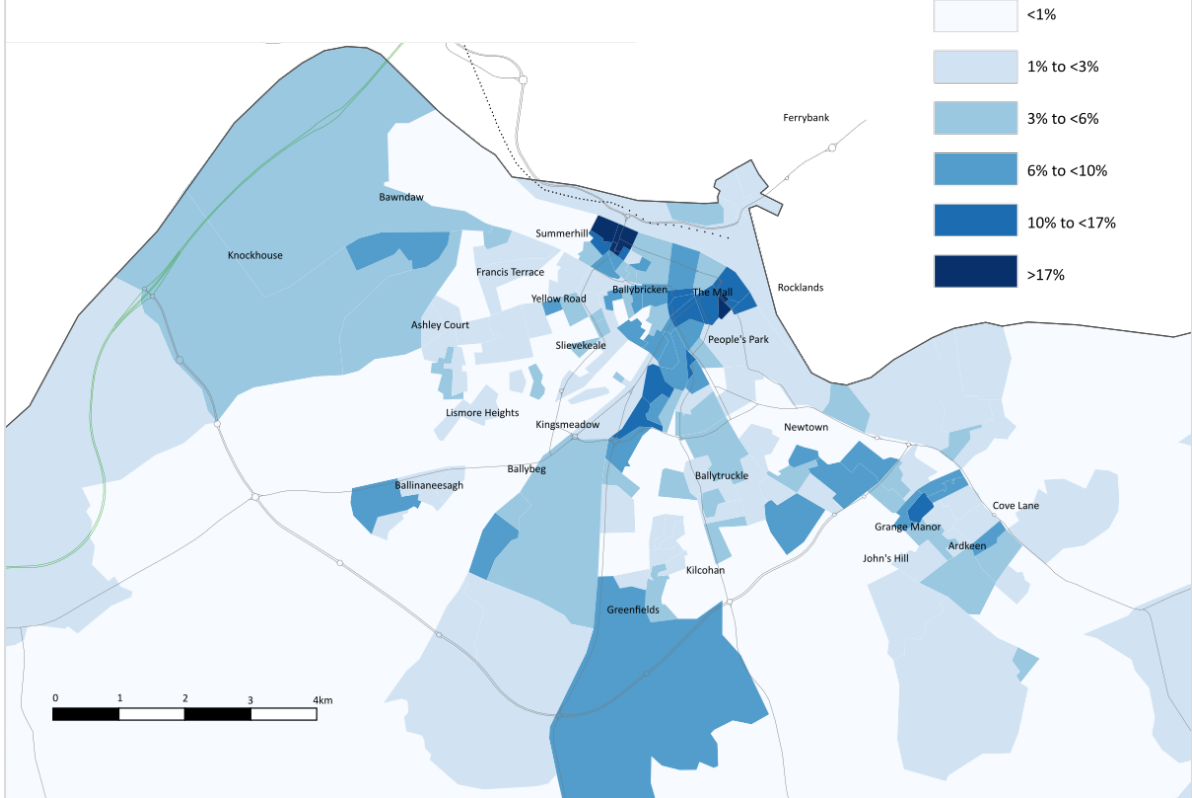 <1%
1% to <3%
3% to <6%
6% to <10%
10% to <17%
>17%
Ferrybank
Bawndaw
Summerhill
Knockhouse
Francis Terrace
Rocklands
Ballybricken
The Mall
Yellow Road
Ashley Court
People's Park
Slievekeale
Lismore Heights
Kingsmeadow
Newtown
Ballybeg
Ballytruckle
Ballinaneesagh
Cove Lane
Grange Manor
Ardkeen
John's Hill
Kilcohan
Greenfields
0 1 2 3 4km